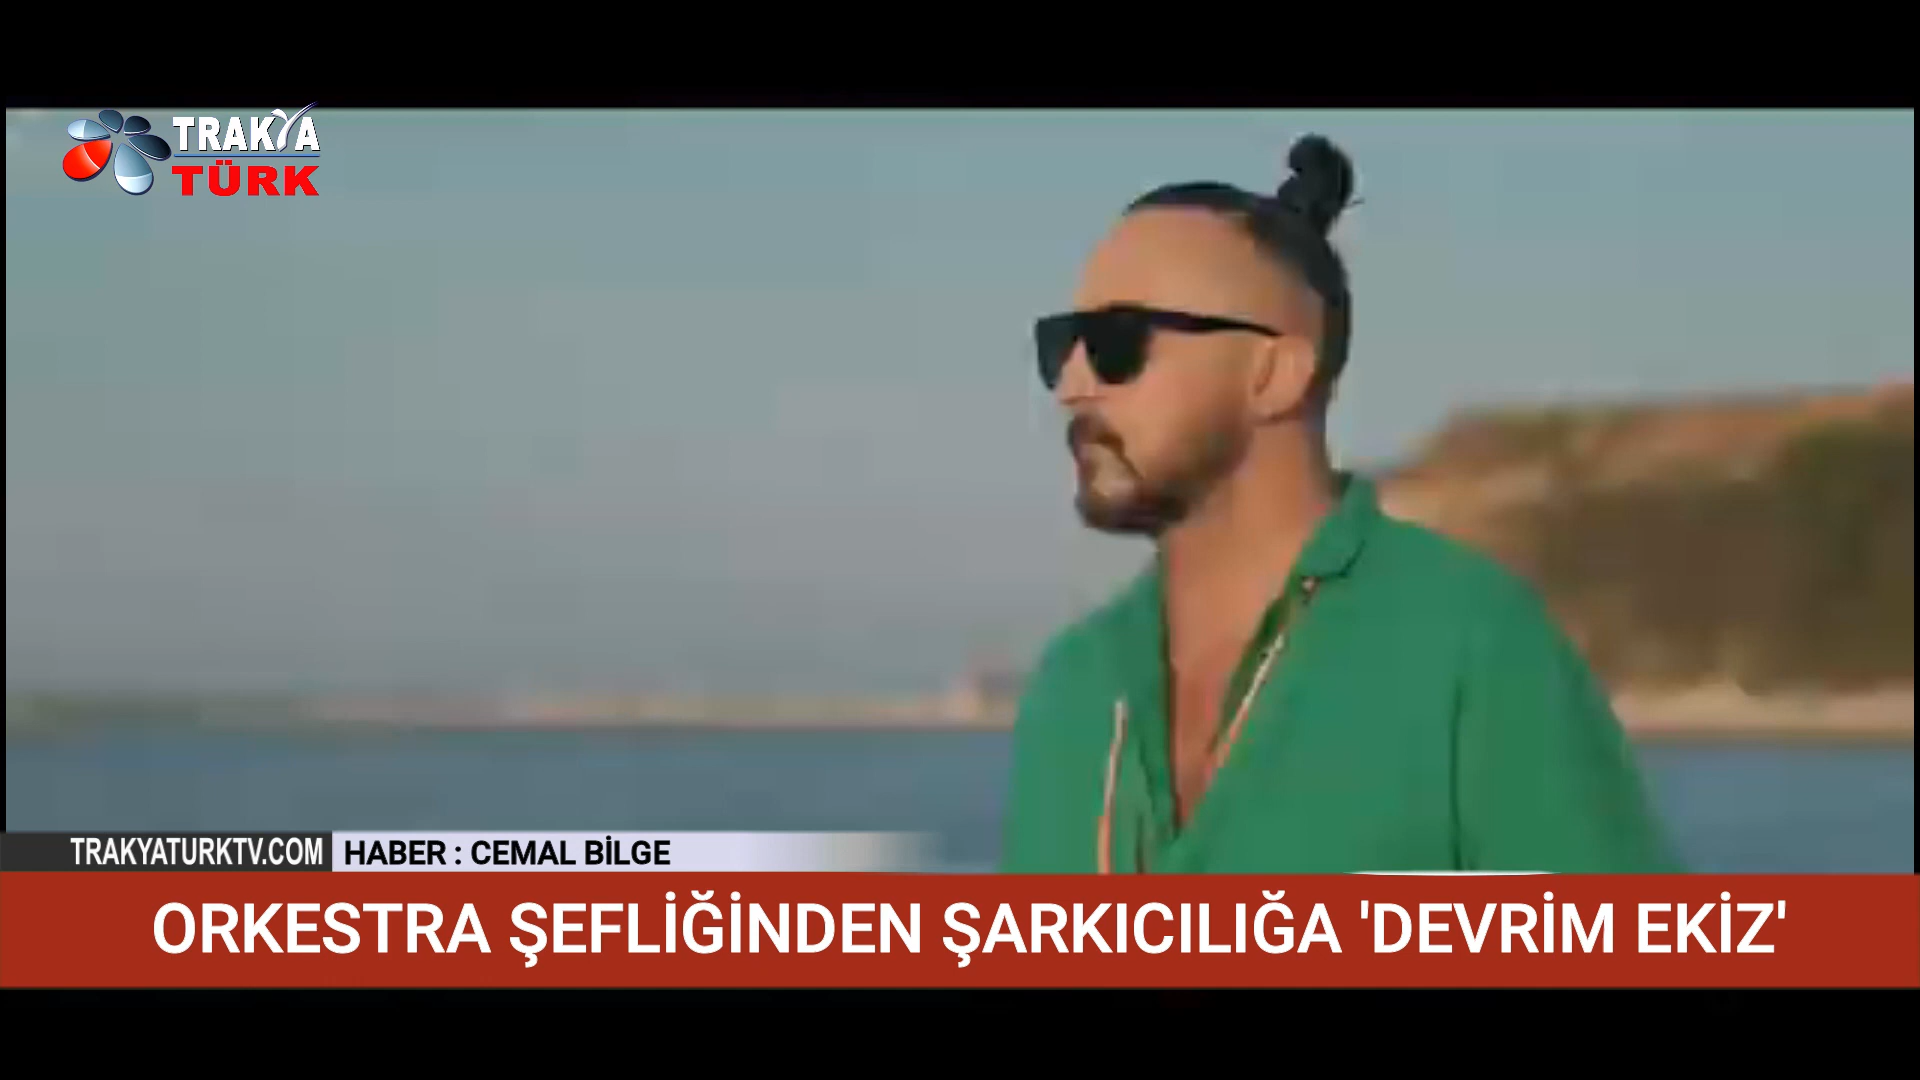 TRAKYA
TÜRK
TRAKYATURKTV.COM HABER : CEMAL BİLGE
ORKESTRA ŞEFLİĞİNDEN ŞARKICILIĞA 'DEVRİM EKİZ'